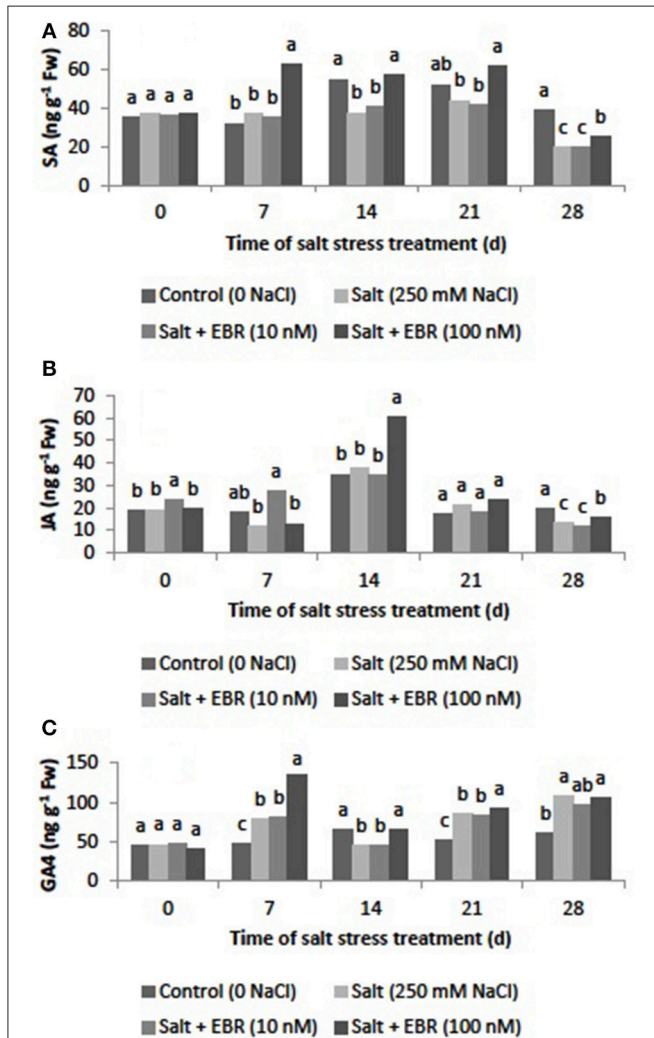 A
SA (ng g⁻¹ Fw)
80
60
40
20
0
a a a a
b b b a
a b b a
ab b b a
a c c b
0 7 14 21 28
Time of salt stress treatment (d)
Control (0 NaCl) Salt (250 mM NaCl)
Salt + EBR (10 nM) Salt + EBR (100 nM)
B
JA (ng g⁻¹ Fw)
70
60
50
40
30
20
10
0
b b a b
ab b a b
b b b a
a a a a
a c c b
0 7 14 21 28
Time of salt stress treatment (d)
Control (0 NaCl) Salt (250 mM NaCl)
Salt + EBR (10 nM) Salt + EBR (100 nM)
C
GA4 (ng g⁻¹ Fw)
150
100
50
0
a a a a
c b b a
a b b a
c b b a
b a ab a
0 7 14 21 28
Time of salt stress treatment (d)
Control (0 NaCl) Salt (250 mM NaCl)
Salt + EBR (10 nM) Salt + EBR (100 nM)